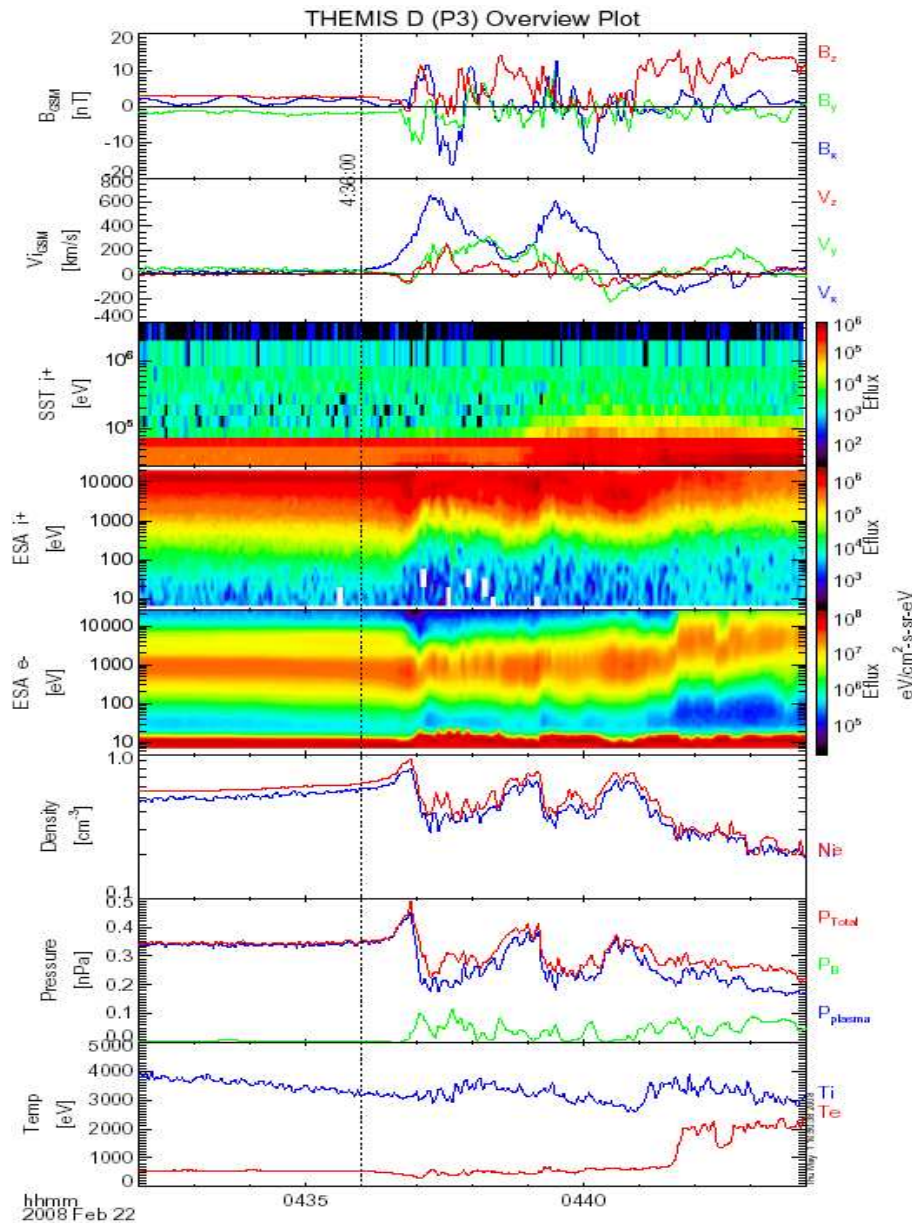 THEMIS D (P3) Overview Plot
20
10
0
-10
-20
B_GSM
[nT]
B_z
B_y
B_x
4:36:00
800
600
400
200
0
-200
-400
Vi_GSM
[km/s]
V_z
V_y
V_x
10^6
10^5
SST i+
[eV]
10^6
10^5
10^4
10^3
10^2
Eflux
10000
1000
100
10
ESA i+
[eV]
10^6
10^5
10^4
10^3
Eflux
10000
1000
100
10
ESA e-
[eV]
10^8
10^7
10^6
10^5
Eflux
eV/cm^2-s-sr-eV
1.0
0.1
Density
[cm^-3]
0.5
0.4
0.3
0.2
0.1
0.0
Pressure
[nPa]
P_Total
P_B
P_plasma
5000
4000
3000
2000
1000
0
Temp
[eV]
Ti
Te
hhmm
2008 Feb 22
0435
0440